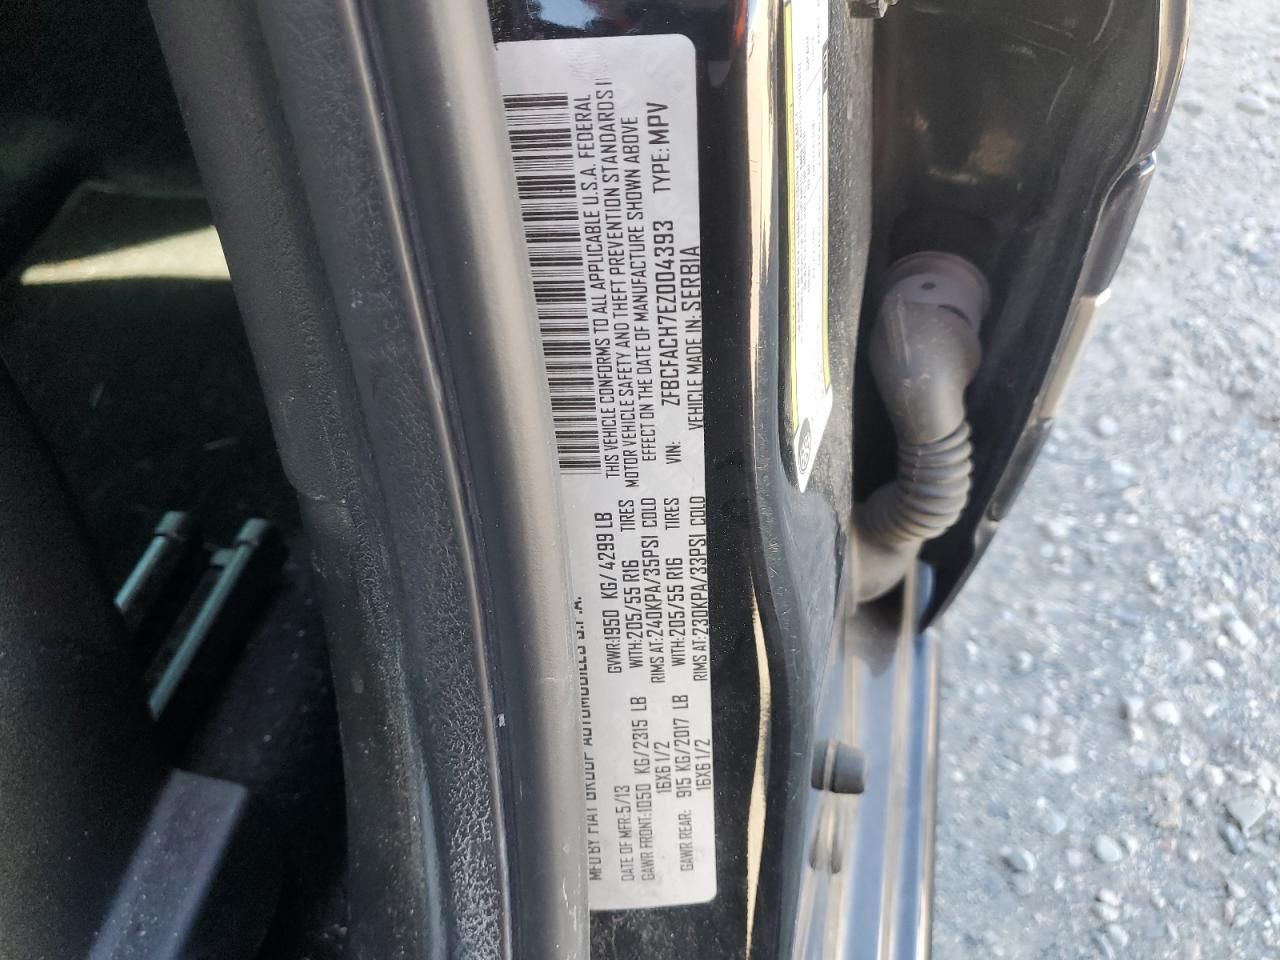 MFD BY FIAT GROUP AUTOMOBILES S.P.A.
DATE OF MFR:5/13 GVWR:1950 KG/4299 LB
GAWR FRONT:1050 KG/2315 LB WITH:205/55 R16 TIRES
16X6 1/2 RIMS AT:240KPA/35PSI COLD
GAWR REAR: 915 KG/2017 LB WITH:205/55 R16 TIRES
16X6 1/2 RIMS AT:230KPA/33PSI COLD
THIS VEHICLE CONFORMS TO ALL APPLICABLE U.S.A. FEDERAL
MOTOR VEHICLE SAFETY AND THEFT PREVENTION STANDARDS I
EFFECT ON THE DATE OF MANUFACTURE SHOWN ABOVE
VIN: ZFBCFACH7EZ004393 TYPE: MPV
VEHICLE MADE IN: SERBIA